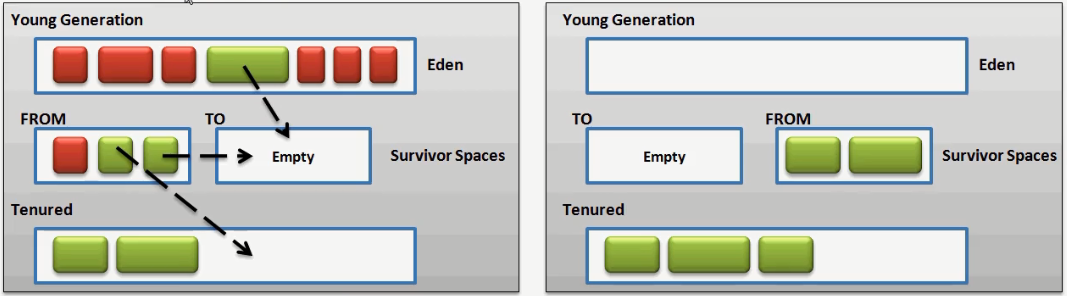 Young Generation
Eden
FROM
TO
Empty
Survivor Spaces
Tenured
Young Generation
Eden
TO
FROM
Empty
Survivor Spaces
Tenured